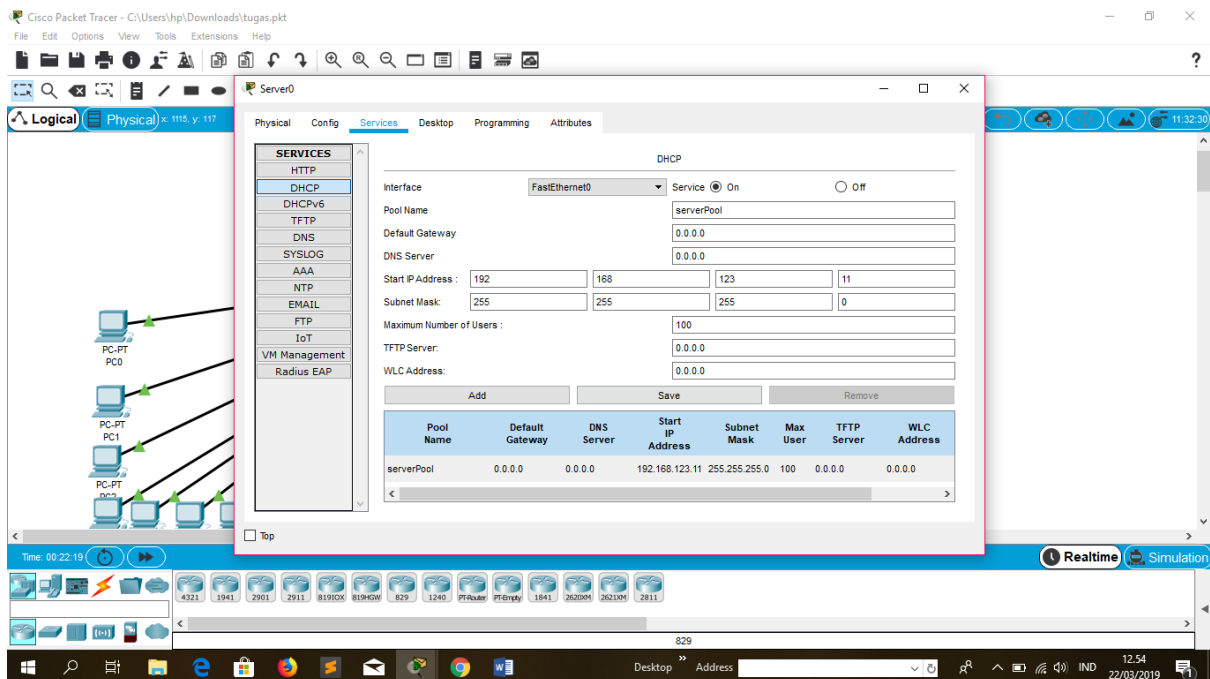 Cisco Packet Tracer - C:\Users\hp\Downloads\tugas.pkt
File Edit Options View Tools Extensions Help
?
Logical Physical x: 1115, y: 117
11:32:30
Server0
Physical Config Services Desktop Programming Attributes
SERVICES
HTTP
DHCP
DHCPv6
TFTP
DNS
SYSLOG
AAA
NTP
EMAIL
FTP
IoT
VM Management
Radius EAP
DHCP
Interface FastEthernet0 Service On Off
Pool Name serverPool
Default Gateway 0.0.0.0
DNS Server 0.0.0.0
Start IP Address : 192 168 123 11
Subnet Mask: 255 255 255 0
Maximum Number of Users : 100
TFTP Server: 0.0.0.0
WLC Address: 0.0.0.0
Add Save Remove
Pool Name Default Gateway DNS Server Start IP Address Subnet Mask Max User TFTP Server WLC Address
serverPool 0.0.0.0 0.0.0.0 192.168.123.11 255.255.255.0 100 0.0.0.0 0.0.0.0
Top
PC-PT
PC0
PC-PT
PC1
PC-PT
Time: 00:22:19
Realtime Simulation
4321 1941 2901 2911 819IOX 819HGW 829 1240 PT-Router PT-Empty 1841 2620XM 2621XM 2811
829
Desktop Address
IND
12.54
22/03/2019